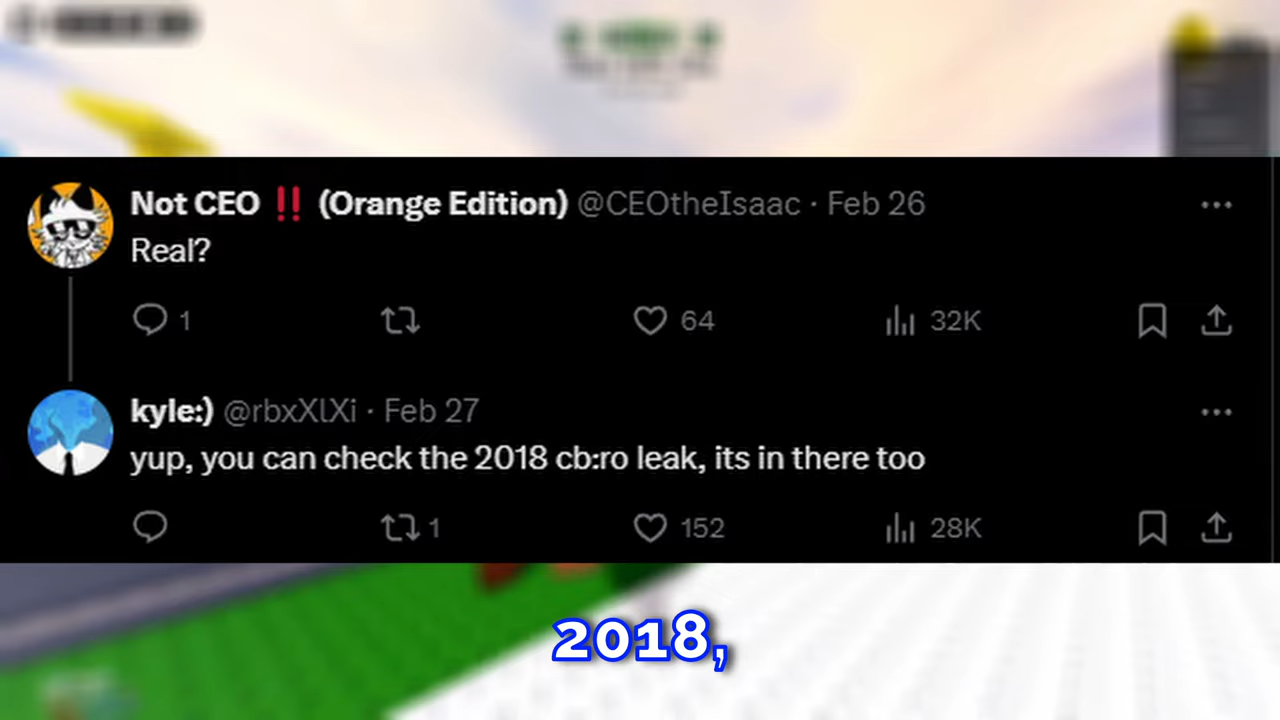 Not CEO ‼️ (Orange Edition) @CEOtheIsaac · Feb 26
Real?
1 64 32K
kyle:) @rbxXlXi · Feb 27
yup, you can check the 2018 cb:ro leak, its in there too
1 152 28K
2018,